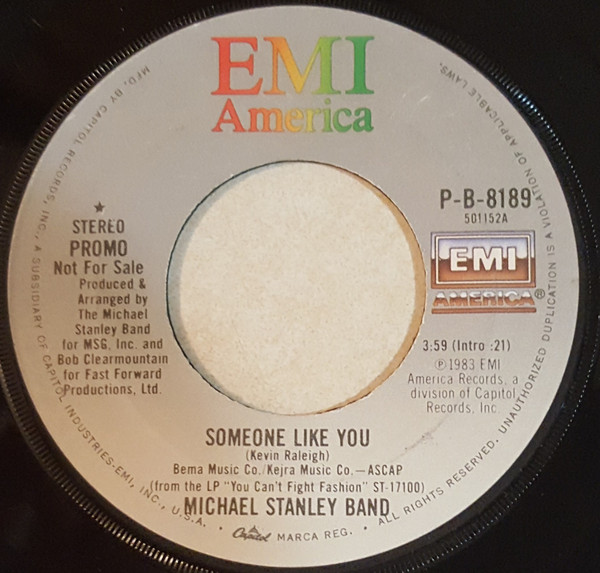 EMI
America
P-B-8189
501152A
★
STEREO
PROMO
Not For Sale
Produced &
Arranged by
The Michael
Stanley Band
for MSG, Inc. and
Bob Clearmountain
for Fast Forward
Productions, Ltd.
EMI
AMERICA®
3:59 (Intro :21)
℗1983 EMI
America Records, a
division of Capitol
Records, Inc.
SOMEONE LIKE YOU
(Kevin Raleigh)
Bema Music Co./Kejra Music Co.—ASCAP
(from the LP "You Can't Fight Fashion" ST-17100)
MICHAEL STANLEY BAND
MFD. BY CAPITOL RECORDS, INC., A SUBSIDIARY OF CAPITOL INDUSTRIES-EMI, INC., U.S.A. • Capitol MARCA REG. • ALL RIGHTS RESERVED. UNAUTHORIZED DUPLICATION IS A VIOLATION OF APPLICABLE LAWS.